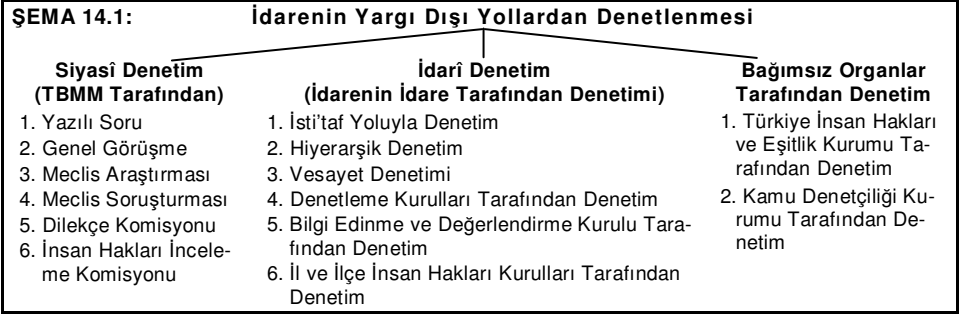 ŞEMA 14.1: İdarenin Yargı Dışı Yollardan Denetlenmesi
Siyasî Denetim
(TBMM Tarafından)
1. Yazılı Soru
2. Genel Görüşme
3. Meclis Araştırması
4. Meclis Soruşturması
5. Dilekçe Komisyonu
6. İnsan Hakları İncele-
me Komisyonu
İdarî Denetim
(İdarenin İdare Tarafından Denetimi)
1. İsti'taf Yoluyla Denetim
2. Hiyerarşik Denetim
3. Vesayet Denetimi
4. Denetleme Kurulları Tarafından Denetim
5. Bilgi Edinme ve Değerlendirme Kurulu Tara-
fından Denetim
6. İl ve İlçe İnsan Hakları Kurulları Tarafından
Denetim
Bağımsız Organlar
Tarafından Denetim
1. Türkiye İnsan Hakları
ve Eşitlik Kurumu Ta-
rafından Denetim
2. Kamu Denetçiliği Ku-
rumu Tarafından De-
netim